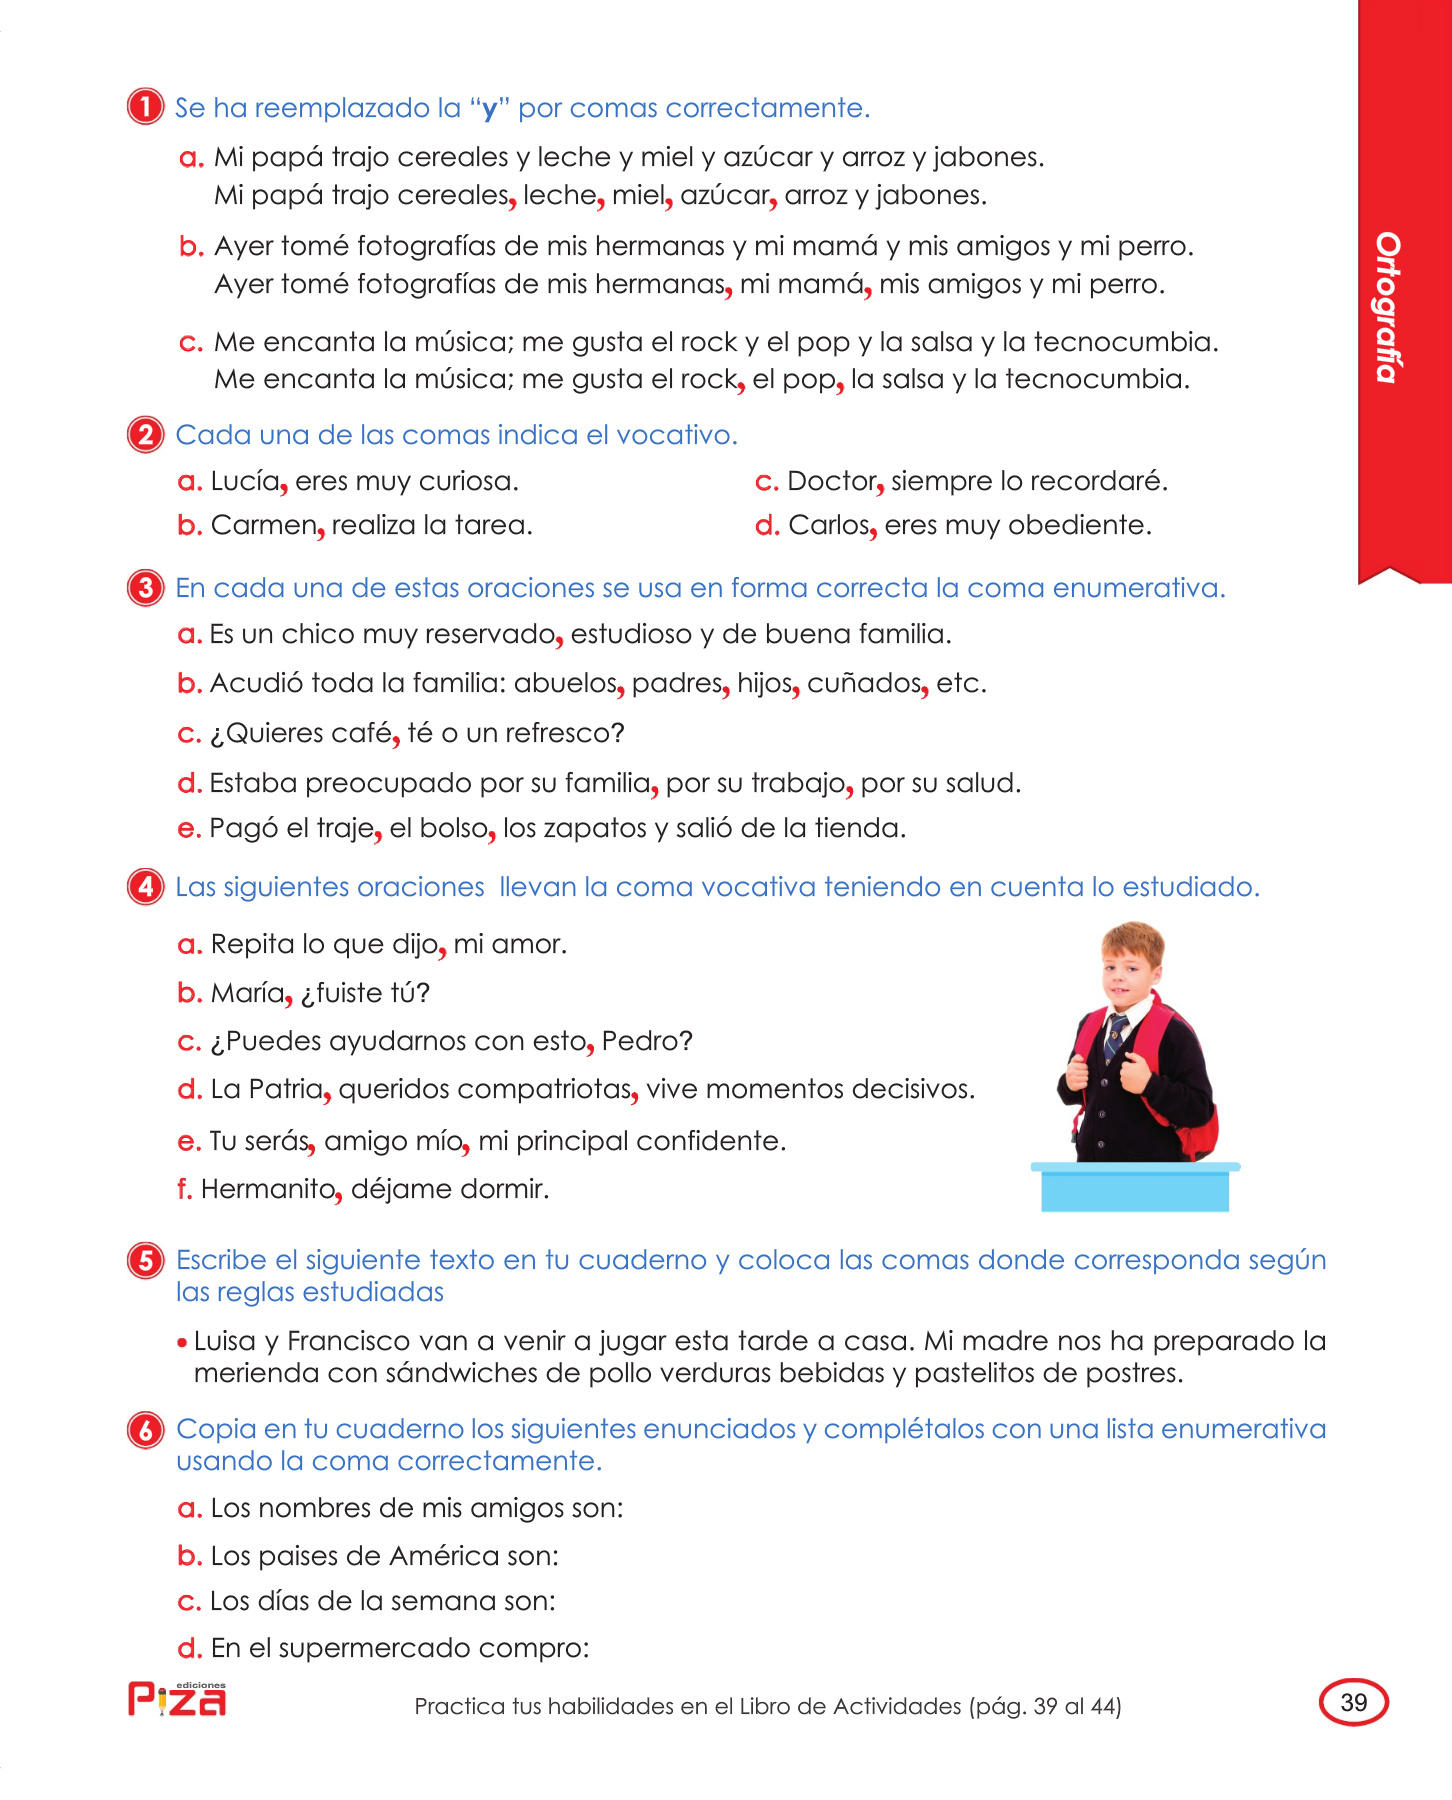 1 Se ha reemplazado la “y” por comas correctamente.
a. Mi papá trajo cereales y leche y miel y azúcar y arroz y jabones.
Mi papá trajo cereales, leche, miel, azúcar, arroz y jabones.
b. Ayer tomé fotografías de mis hermanas y mi mamá y mis amigos y mi perro.
Ayer tomé fotografías de mis hermanas, mi mamá, mis amigos y mi perro.
c. Me encanta la música; me gusta el rock y el pop y la salsa y la tecnocumbia.
Me encanta la música; me gusta el rock, el pop, la salsa y la tecnocumbia.
Ortografía
2 Cada una de las comas indica el vocativo.
a. Lucía, eres muy curiosa.
b. Carmen, realiza la tarea.
c. Doctor, siempre lo recordaré.
d. Carlos, eres muy obediente.
3 En cada una de estas oraciones se usa en forma correcta la coma enumerativa.
a. Es un chico muy reservado, estudioso y de buena familia.
b. Acudió toda la familia: abuelos, padres, hijos, cuñados, etc.
c. ¿Quieres café, té o un refresco?
d. Estaba preocupado por su familia, por su trabajo, por su salud.
e. Pagó el traje, el bolso, los zapatos y salió de la tienda.
4 Las siguientes oraciones llevan la coma vocativa teniendo en cuenta lo estudiado.
a. Repita lo que dijo, mi amor.
b. María, ¿fuiste tú?
c. ¿Puedes ayudarnos con esto, Pedro?
d. La Patria, queridos compatriotas, vive momentos decisivos.
e. Tu serás, amigo mío, mi principal confidente.
f. Hermanito, déjame dormir.
5 Escribe el siguiente texto en tu cuaderno y coloca las comas donde corresponda según
las reglas estudiadas
• Luisa y Francisco van a venir a jugar esta tarde a casa. Mi madre nos ha preparado la
merienda con sándwiches de pollo verduras bebidas y pastelitos de postres.
6 Copia en tu cuaderno los siguientes enunciados y complétalos con una lista enumerativa
usando la coma correctamente.
a. Los nombres de mis amigos son:
b. Los paises de América son:
c. Los días de la semana son:
d. En el supermercado compro:
ediciones
Piza
Practica tus habilidades en el Libro de Actividades (pág. 39 al 44)
39